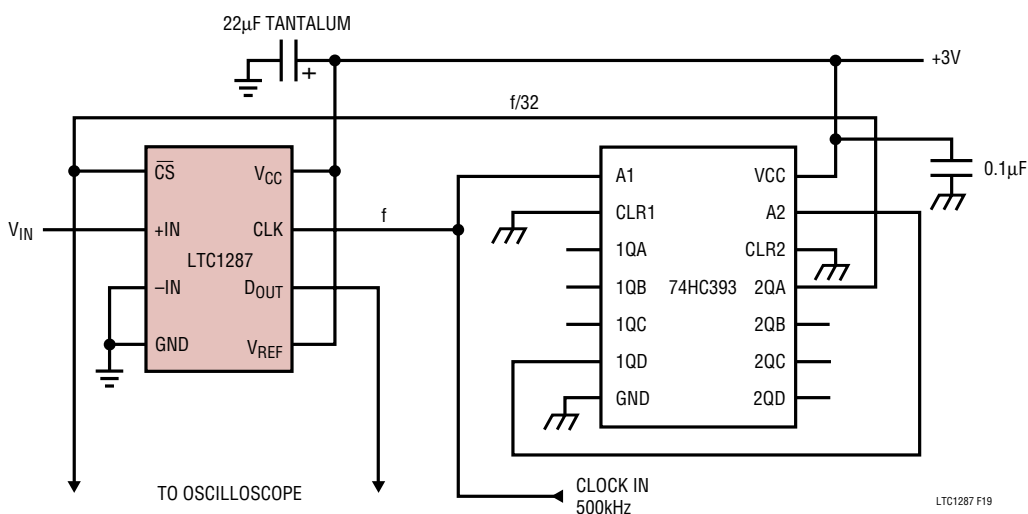 22µF TANTALUM
+
+3V
f/32
CS
VCC
VIN
+IN
CLK
f
LTC1287
–IN
DOUT
GND
VREF
A1
VCC
0.1µF
CLR1
A2
1QA
CLR2
1QB
74HC393
2QA
1QC
2QB
1QD
2QC
GND
2QD
TO OSCILLOSCOPE
CLOCK IN
500kHz
LTC1287 F19